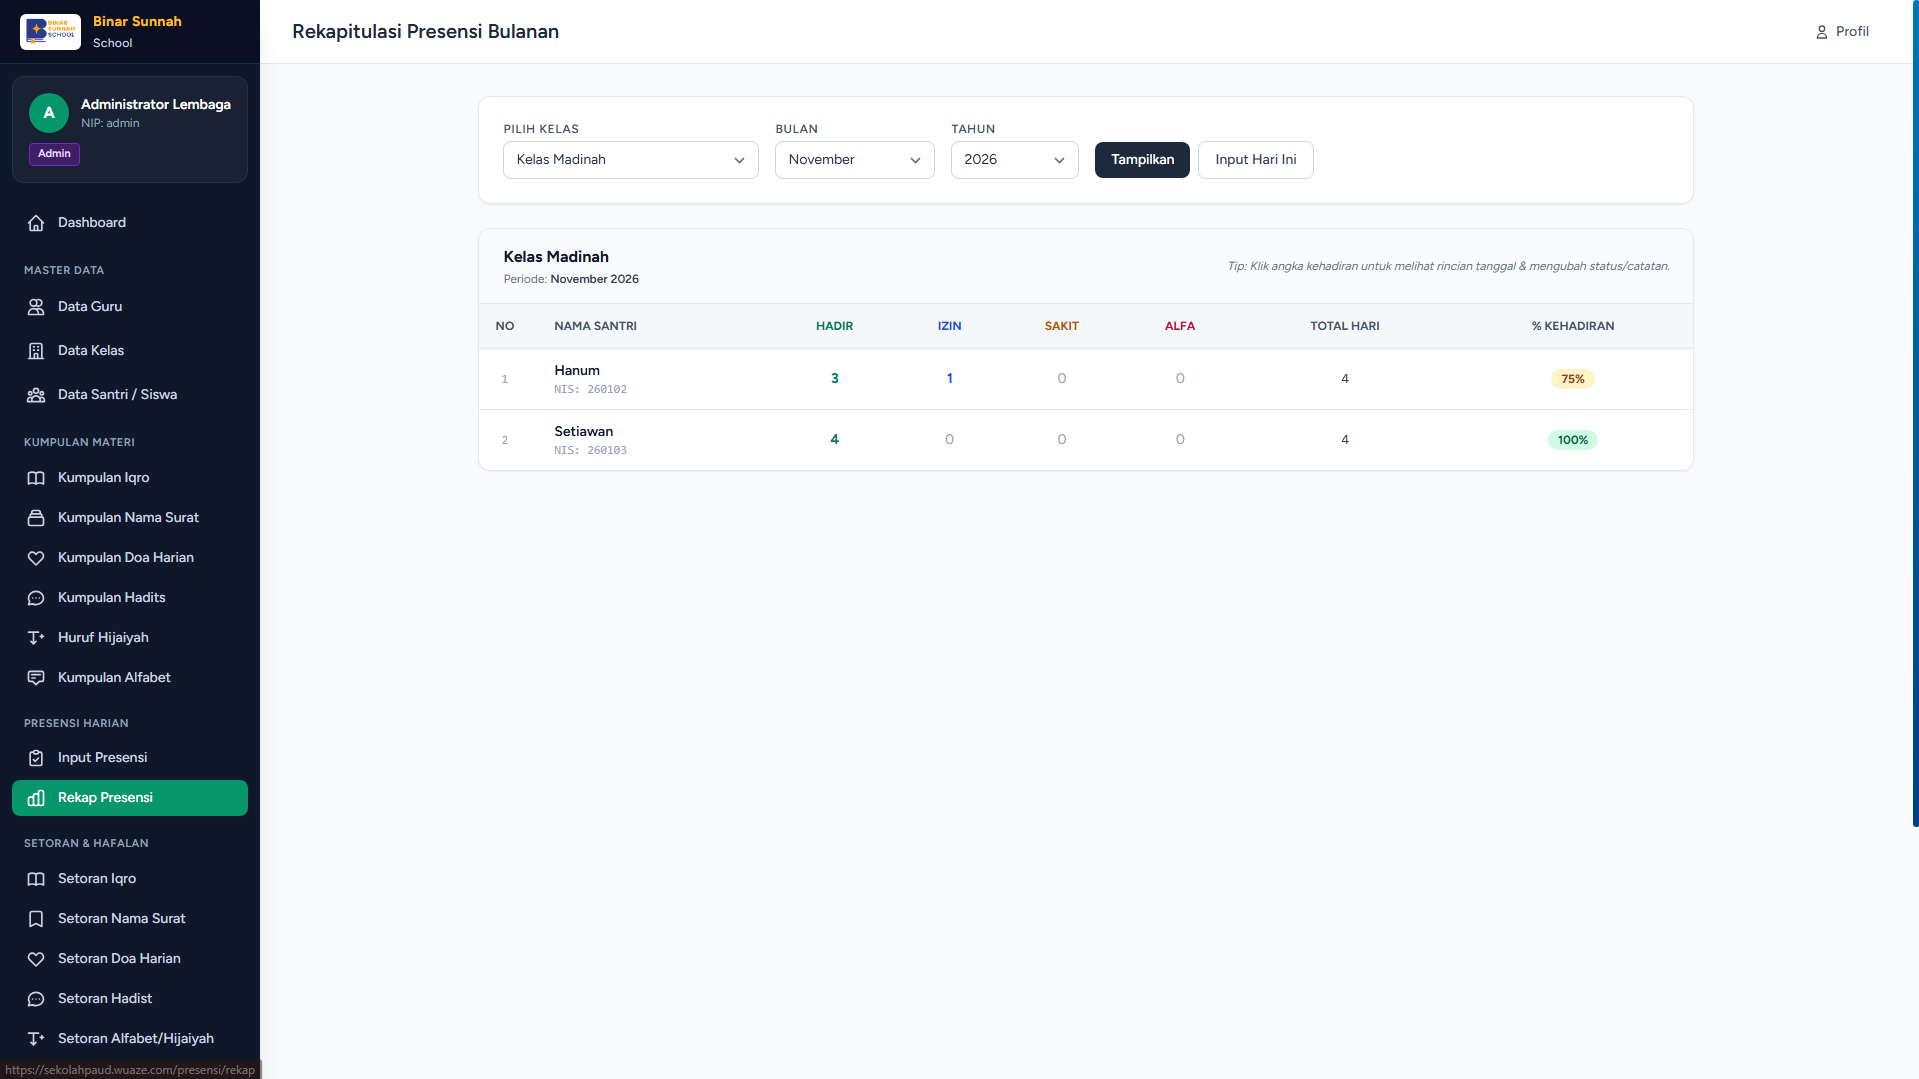 BINAR
SUNNAH
SCHOOL
Binar Sunnah
School
Rekapitulasi Presensi Bulanan
Profil
A
Administrator Lembaga
NIP: admin
Admin
Dashboard
MASTER DATA
Data Guru
Data Kelas
Data Santri / Siswa
KUMPULAN MATERI
Kumpulan Iqro
Kumpulan Nama Surat
Kumpulan Doa Harian
Kumpulan Hadits
Huruf Hijaiyah
Kumpulan Alfabet
PRESENSI HARIAN
Input Presensi
Rekap Presensi
SETORAN & HAFALAN
Setoran Iqro
Setoran Nama Surat
Setoran Doa Harian
Setoran Hadist
Setoran Alfabet/Hijaiyah
https://sekolahpaud.wuaze.com/presensi/rekap
PILIH KELAS BULAN TAHUN
Kelas Madinah November 2026 Tampilkan Input Hari Ini
Kelas Madinah
Periode: November 2026
Tip: Klik angka kehadiran untuk melihat rincian tanggal & mengubah status/catatan.
NO NAMA SANTRI HADIR IZIN SAKIT ALFA TOTAL HARI % KEHADIRAN
1 Hanum 3 1 0 0 4 75%
NIS: 260102
2 Setiawan 4 0 0 0 4 100%
NIS: 260103